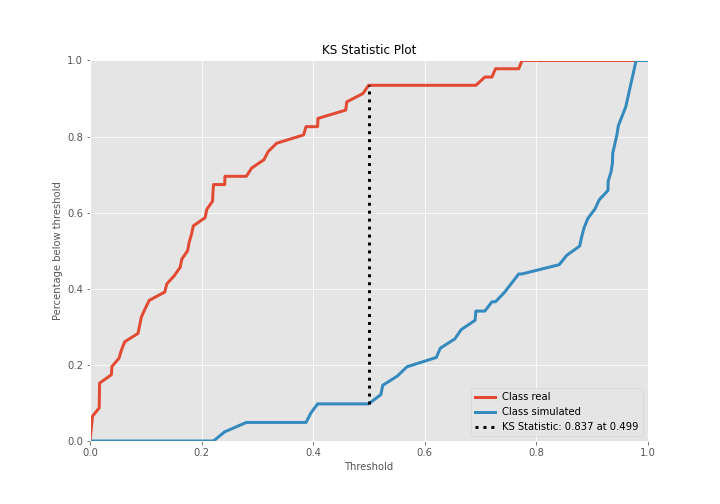 KS Statistic Plot
1.0
0.8
0.6
0.4
0.2
0.0
Percentage below threshold
Class real
Class simulated
KS Statistic: 0.837 at 0.499
0.0 0.2 0.4 0.6 0.8 1.0
Threshold